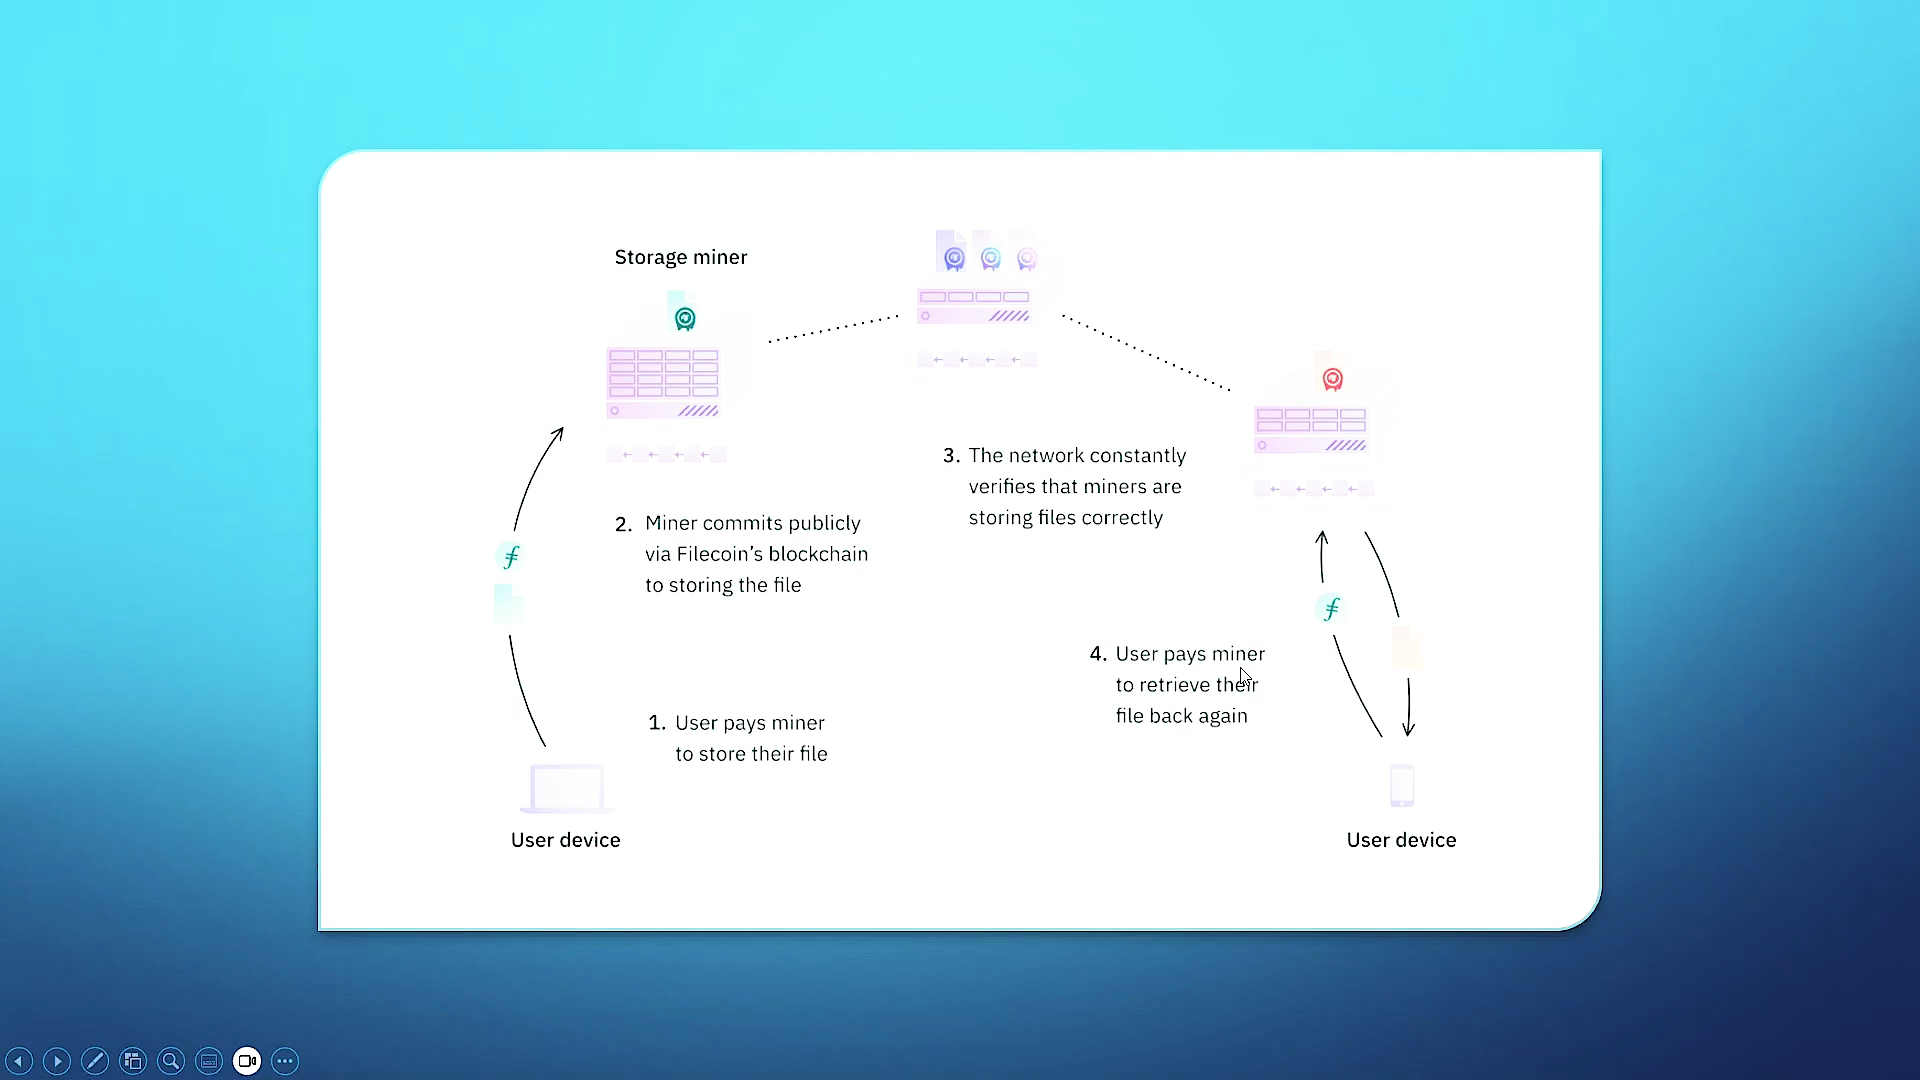 Storage miner
2. Miner commits publicly
via Filecoin’s blockchain
to storing the file
1. User pays miner
to store their file
User device
3. The network constantly
verifies that miners are
storing files correctly
4. User pays miner
to retrieve their
file back again
User device